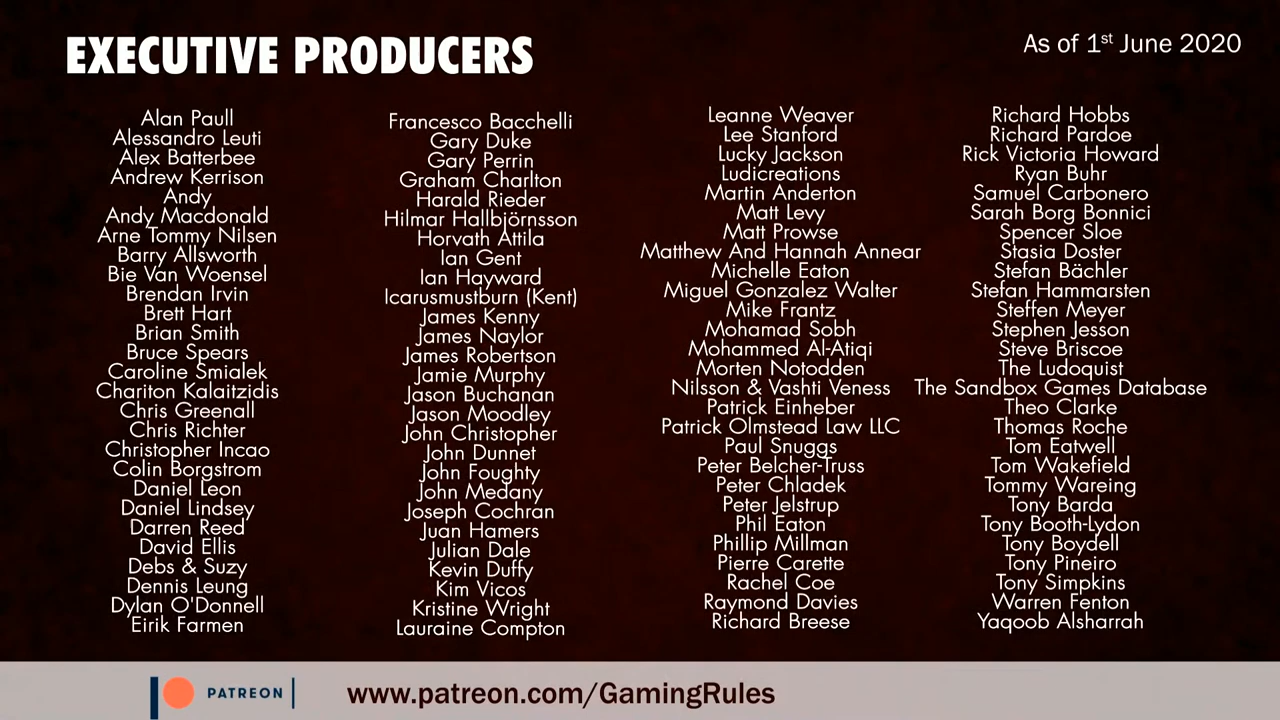 EXECUTIVE PRODUCERS
As of 1st June 2020
Alan Paull
Alessandro Leuti
Alex Batterbee
Andrew Kerrison
Andy
Andy Macdonald
Arne Tommy Nilsen
Barry Allsworth
Bie Van Woensel
Brendan Irvin
Brett Hart
Brian Smith
Bruce Spears
Caroline Smialek
Chariton Kalaitzidis
Chris Greenall
Chris Richter
Christopher Incao
Colin Borgstrom
Daniel Leon
Daniel Lindsey
Darren Reed
David Ellis
Debs & Suzy
Dennis Leung
Dylan O'Donnell
Eirik Farmen
Francesco Bacchelli
Gary Duke
Gary Perrin
Graham Charlton
Harald Rieder
Hilmar Hallbjörnsson
Horvath Attila
Ian Gent
Ian Hayward
Icarusmustburn (Kent)
James Kenny
James Naylor
James Robertson
Jamie Murphy
Jason Buchanan
Jason Moodley
John Christopher
John Dunnet
John Foughty
John Medany
Joseph Cochran
Juan Hamers
Julian Dale
Kevin Duffy
Kim Vicos
Kristine Wright
Lauraine Compton
Leanne Weaver
Lee Stanford
Lucky Jackson
Ludicreations
Martin Anderton
Matt Levy
Matt Prowse
Matthew And Hannah Annear
Michelle Eaton
Miguel Gonzalez Walter
Mike Frantz
Mohamad Sobh
Mohammed Al-Atiqi
Morten Notodden
Nilsson & Vashti Veness
Patrick Einheber
Patrick Olmstead Law LLC
Paul Snuggs
Peter Belcher-Truss
Peter Chladek
Peter Jelstrup
Phil Eaton
Phillip Millman
Pierre Carette
Rachel Coe
Raymond Davies
Richard Breese
Richard Hobbs
Richard Pardoe
Rick Victoria Howard
Ryan Buhr
Samuel Carbonero
Sarah Borg Bonnici
Spencer Sloe
Stasia Doster
Stefan Bächler
Stefan Hammarsten
Steffen Meyer
Stephen Jesson
Steve Briscoe
The Ludoquist
The Sandbox Games Database
Theo Clarke
Thomas Roche
Tom Eatwell
Tom Wakefield
Tommy Wareing
Tony Barda
Tony Booth-Lydon
Tony Boydell
Tony Pineiro
Tony Simpkins
Warren Fenton
Yaqoob Alsharrah
PATREON
www.patreon.com/GamingRules